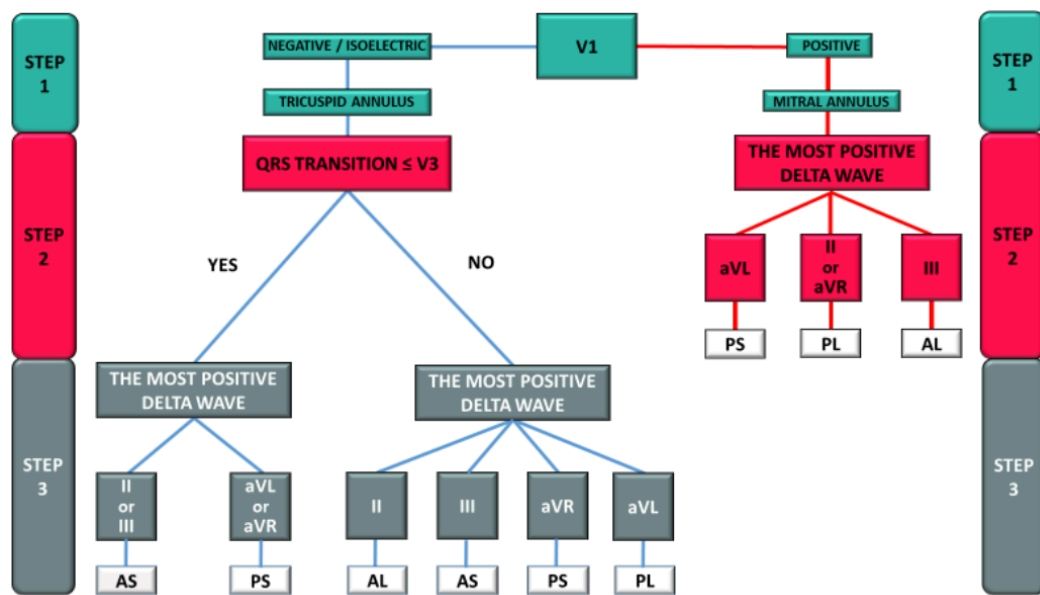 STEP
1
NEGATIVE / ISOELECTRIC
V1
POSITIVE
STEP
1
TRICUSPID ANNULUS
MITRAL ANNULUS
STEP
2
QRS TRANSITION ≤ V3
THE MOST POSITIVE
DELTA WAVE
STEP
2
YES
NO
aVL
II
or
aVR
III
PS
PL
AL
STEP
3
THE MOST POSITIVE
DELTA WAVE
THE MOST POSITIVE
DELTA WAVE
STEP
3
II
or
III
aVL
or
aVR
II
III
aVR
aVL
AS
PS
AL
AS
PS
PL